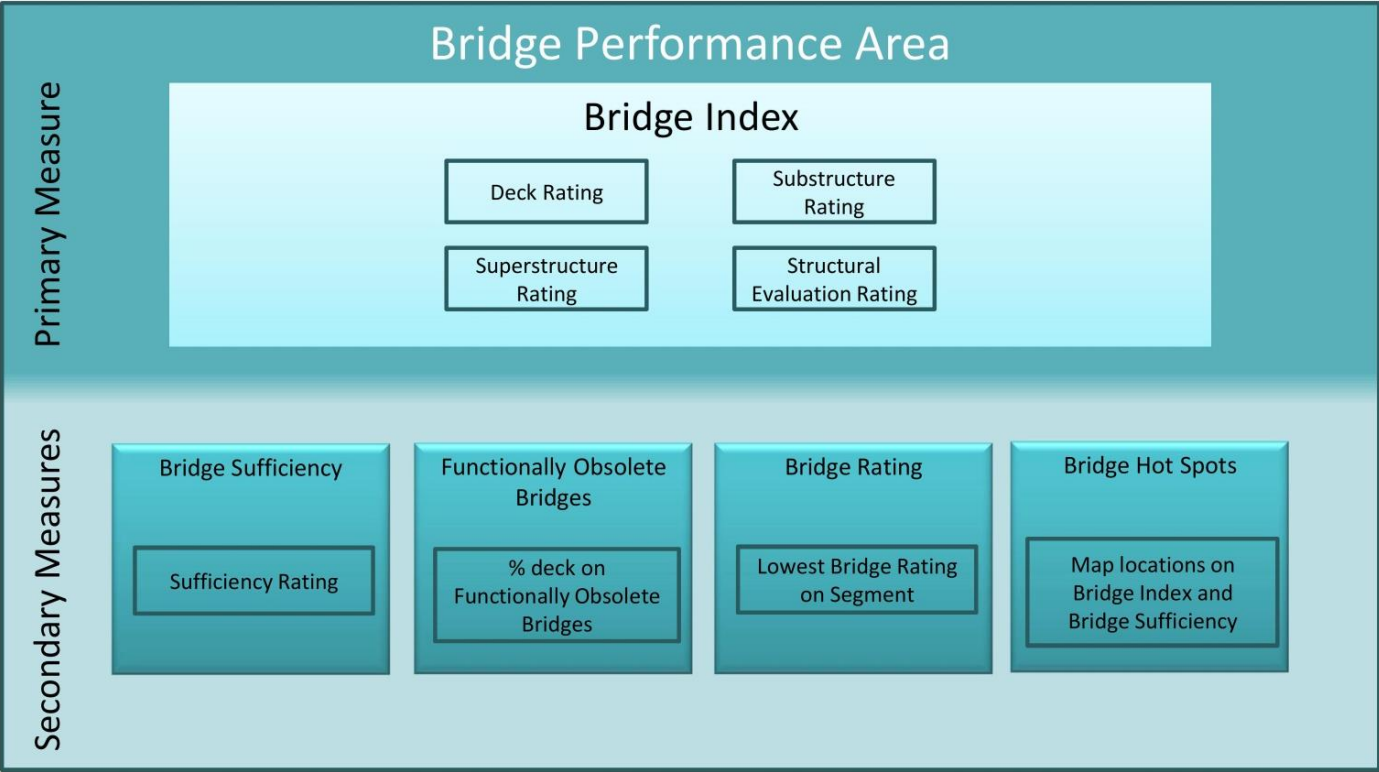 Bridge Performance Area
Primary Measure
Bridge Index
Deck Rating
Substructure
Rating
Superstructure
Rating
Structural
Evaluation Rating
Secondary Measures
Bridge Sufficiency
Sufficiency Rating
Functionally Obsolete
Bridges
% deck on
Functionally Obsolete
Bridges
Bridge Rating
Lowest Bridge Rating
on Segment
Bridge Hot Spots
Map locations on
Bridge Index and
Bridge Sufficiency